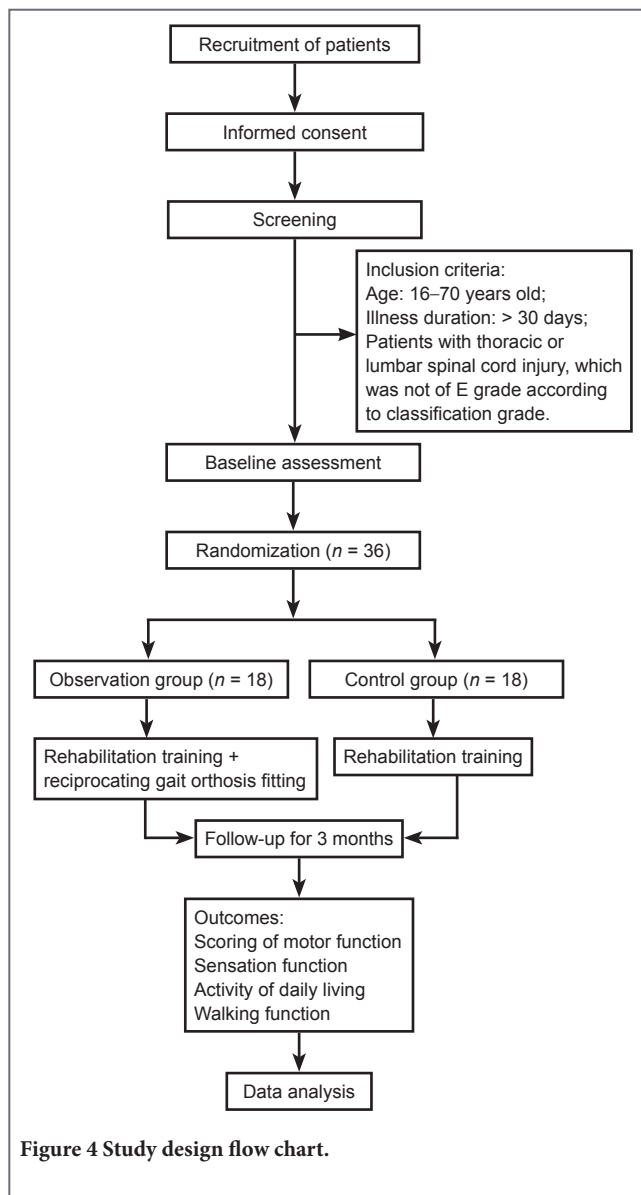 Recruitment of patients
Informed consent
Screening
Inclusion criteria:
Age: 16–70 years old;
Illness duration: > 30 days;
Patients with thoracic or
lumbar spinal cord injury, which
was not of E grade according
to classification grade.
Baseline assessment
Randomization (n = 36)
Observation group (n = 18)
Control group (n = 18)
Rehabilitation training +
reciprocating gait orthosis fitting
Rehabilitation training
Follow-up for 3 months
Outcomes:
Scoring of motor function
Sensation function
Activity of daily living
Walking function
Data analysis
Figure 4 Study design flow chart.